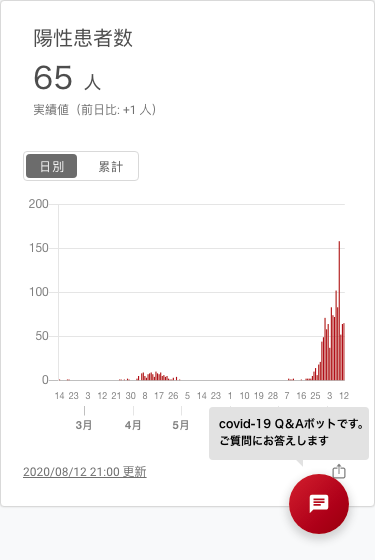 陽性患者数
65 人
実績値（前日比: +1 人）
日別 累計
200
150
100
50
0
14 23 3 12 21 30 8 17 26 5 14 23 1 10 19 28 7 16 25 3 12
3月 4月 5月
covid-19 Q&Aボットです。
ご質問にお答えします
2020/08/12 21:00 更新